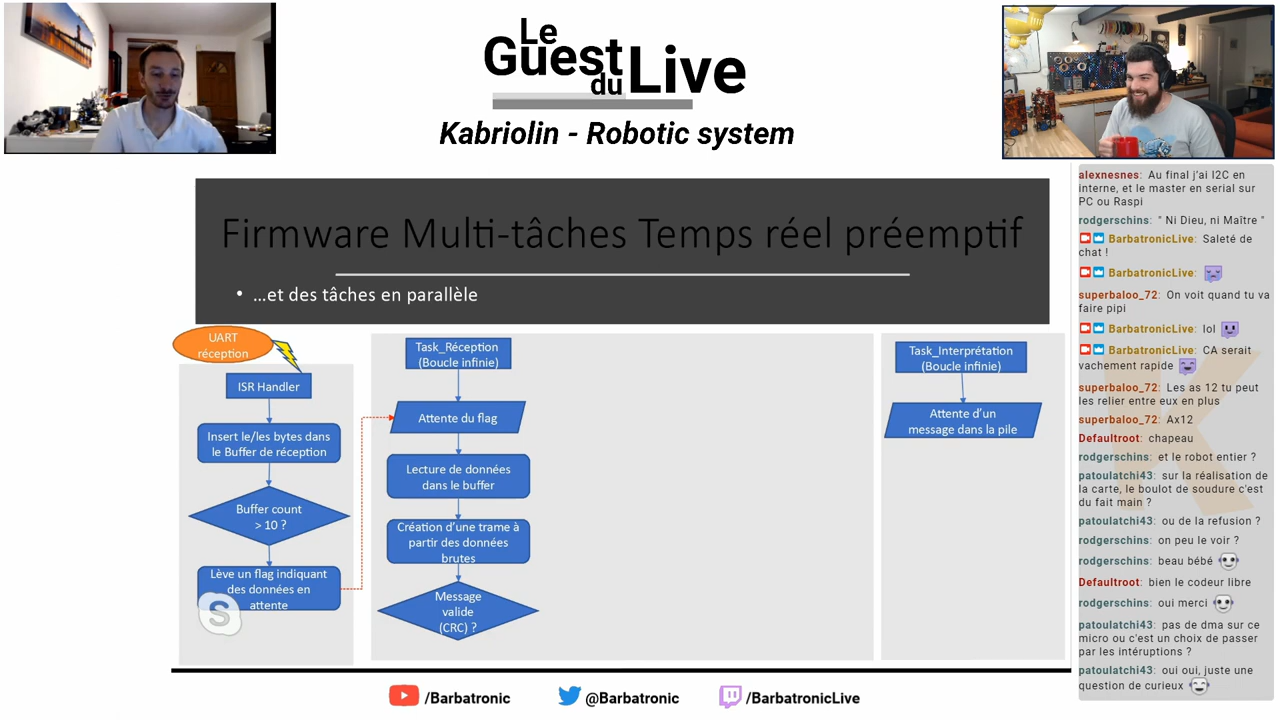 Le
Guest
du Live
Kabriolin - Robotic system
Firmware Multi-tâches Temps réel préemptif
• ...et des tâches en parallèle
UART
réception
ISR Handler
Insert le/les bytes dans
le Buffer de réception
Buffer count
> 10 ?
Lève un flag indiquant
des données en
attente
S
Task_Réception
(Boucle infinie)
Attente du flag
Lecture de données
dans le buffer
Création d'une trame à
partir des données
brutes
Message
valide
(CRC) ?
Task_Interprétation
(Boucle infinie)
Attente d'un
message dans la pile
alexnesnes: Au final j'ai I2C en
interne, et le master en serial sur
PC ou Raspi
rodgerschins: " Ni Dieu, ni Maître "
BarbatronicLive: Saleté de
chat !
BarbatronicLive:
superbaloo_72: On voit quand tu va
faire pipi
BarbatronicLive: lol
BarbatronicLive: CA serait
vachement rapide
superbaloo_72: Les as 12 tu peut
les relier entre eux en plus
superbaloo_72: Ax12
Defaultroot: chapeau
rodgerschins: et le robot entier ?
patoulatchi43: sur la réalisation de
la carte, le boulot de soudure c'est
du fait main ?
patoulatchi43: ou de la refusion ?
rodgerschins: on peu le voir ?
rodgerschins: beau bébé
Defaultroot: bien le codeur libre
rodgerschins: oui merci
patoulatchi43: pas de dma sur ce
micro ou c'est un choix de passer
par les intéruptions ?
patoulatchi43: oui oui, juste une
question de curieux
/Barbatronic
@Barbatronic
/BarbatronicLive